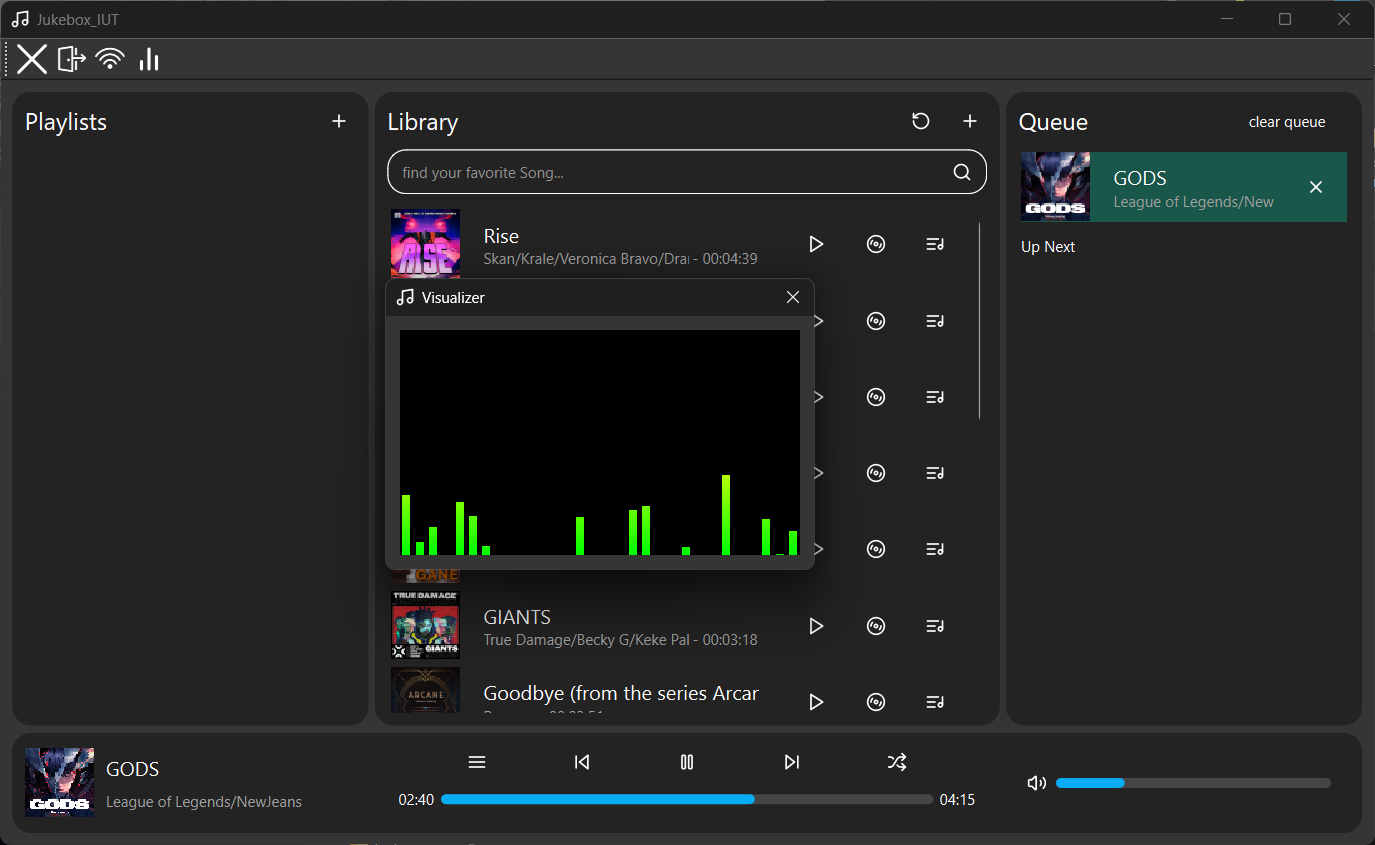 Jukebox_IUT
Playlists
Library
find your favorite Song...
RISE
Rise
Skan/Krale/Veronica Bravo/Dra - 00:04:39
Visualizer
GANE
TRUE DAMAGE
GIANTS
GIANTS
True Damage/Becky G/Keke Pal - 00:03:18
ARCANE
Goodbye (from the series Arcar
Queue
clear queue
GODS
GODS
League of Legends/New
Up Next
GODS
GODS
League of Legends/NewJeans
02:40
04:15